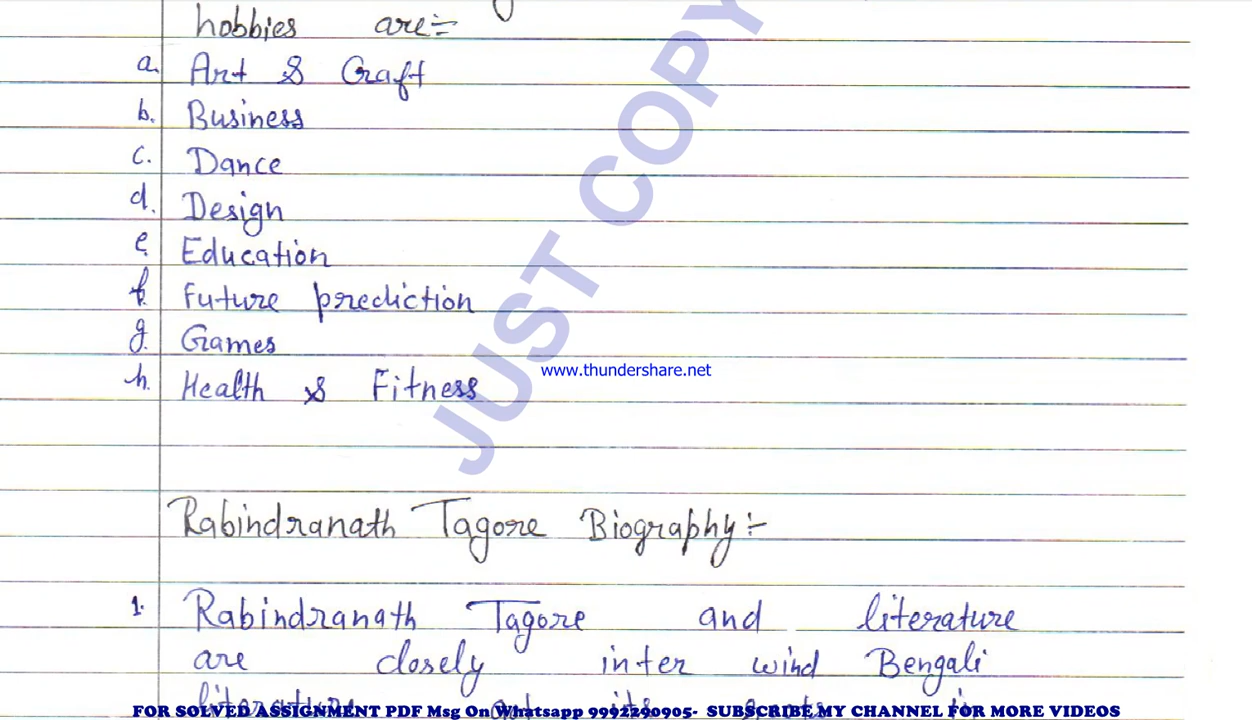 hobbies are:-
a. Art & Craft
b. Business
c. Dance
d. Design
e. Education
f. Future prediction
g. Games
h. Health & Fitness
www.thundershare.net
JUST COPY
Rabindranath Tagore Biography:-
1. Rabindranath Tagore and literature
are closely inter wind Bengali
literature its
FOR SOLVED ASSIGNMENT PDF Msg On Whatsapp 9992290905- SUBSCRIBE MY CHANNEL FOR MORE VIDEOS